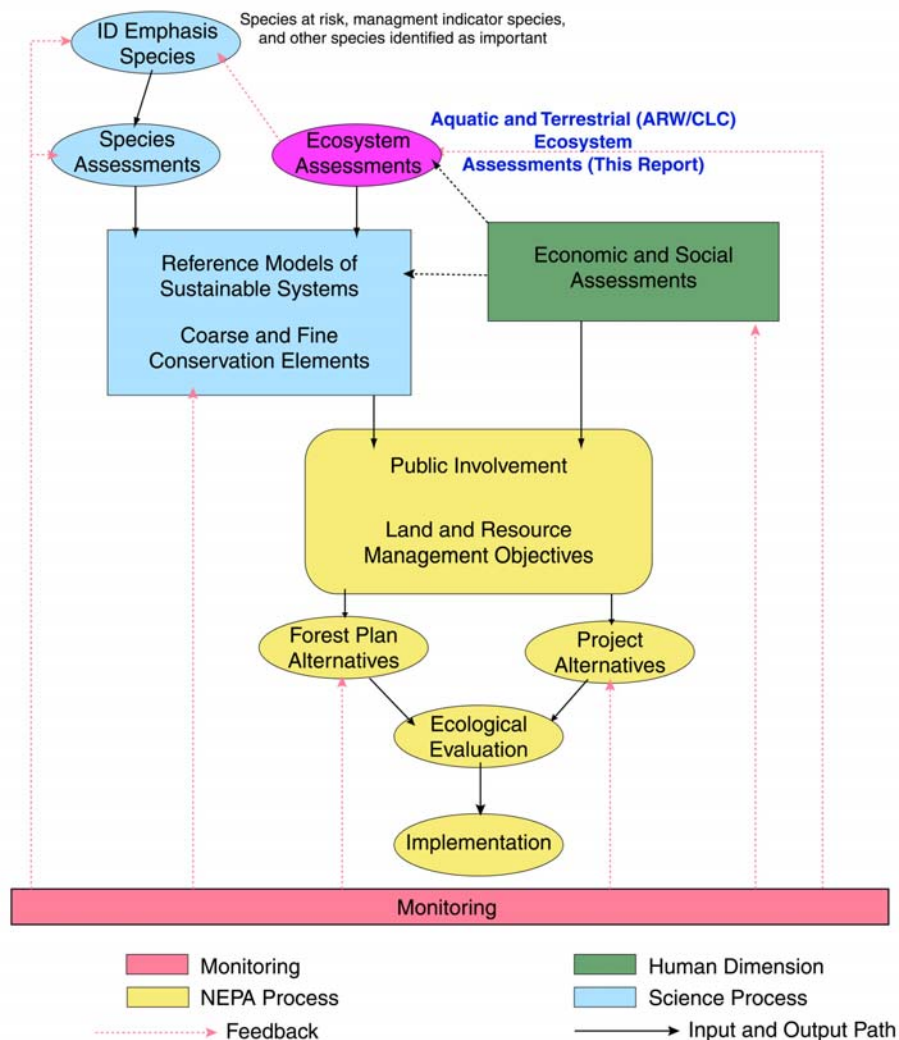 ID Emphasis
Species
Species at risk, managment indicator species,
and other species identified as important
Species
Assessments
Ecosystem
Assessments
Aquatic and Terrestrial (ARW/CLC)
Ecosystem
Assessments (This Report)
Reference Models of
Sustainable Systems
Coarse and Fine
Conservation Elements
Economic and Social
Assessments
Public Involvement
Land and Resource
Management Objectives
Forest Plan
Alternatives
Project
Alternatives
Ecological
Evaluation
Implementation
Monitoring
Monitoring
Human Dimension
NEPA Process
Science Process
Feedback
Input and Output Path